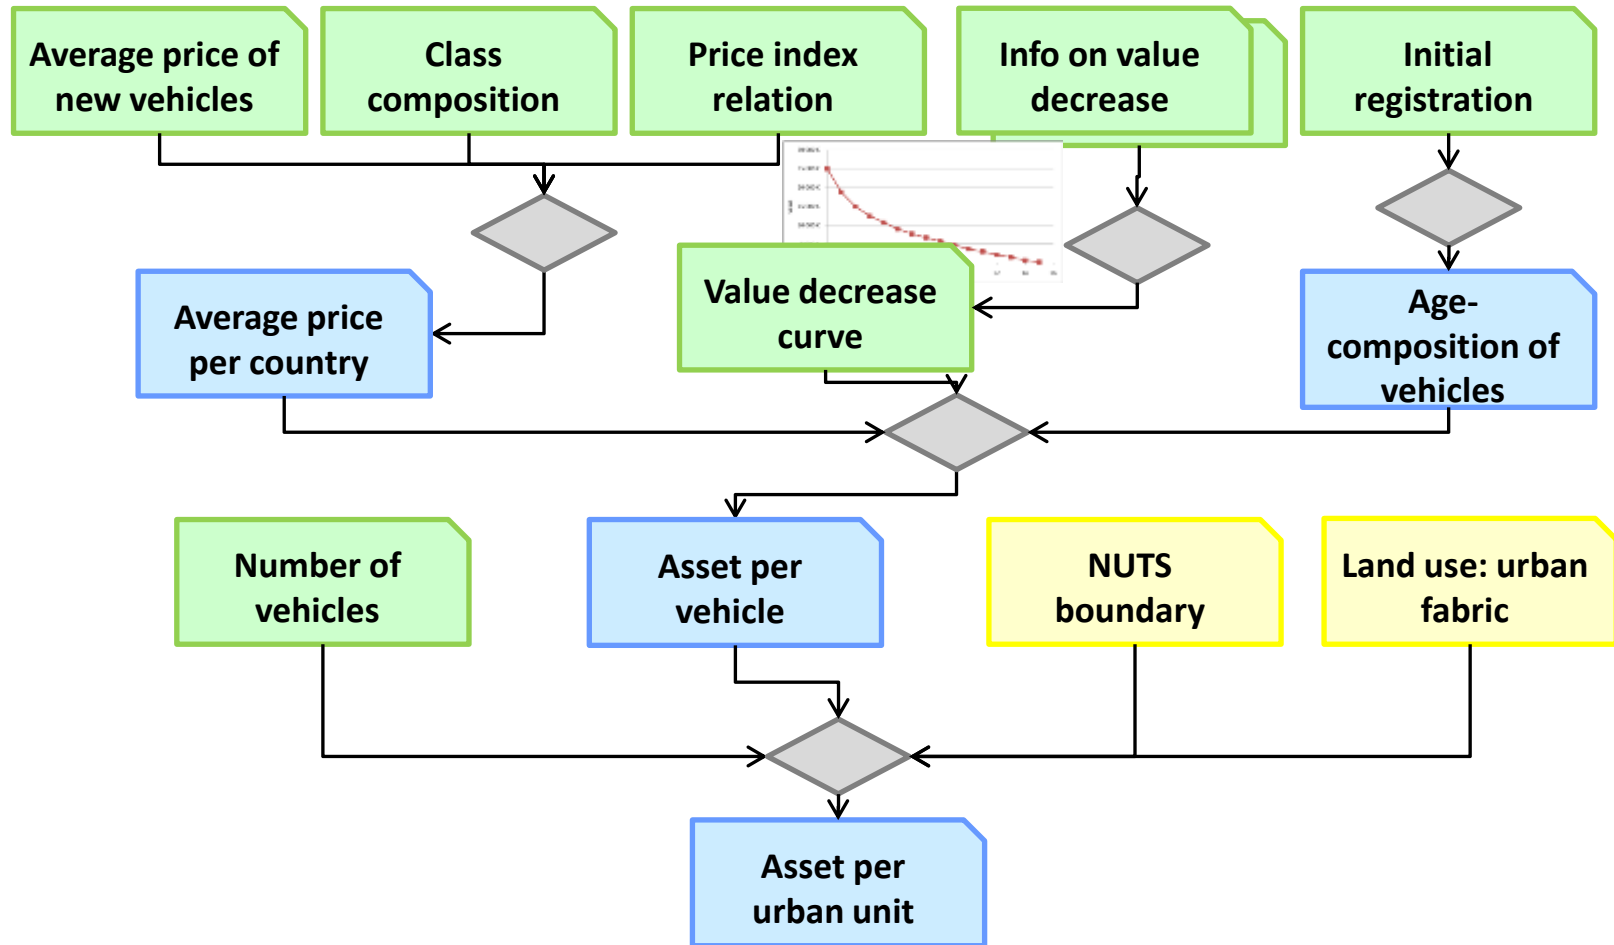 Average price of
new vehicles
Class
composition
Price index
relation
Info on value
decrease
Initial
registration
Average price
per country
Value decrease
curve
Age-
composition of
vehicles
Number of
vehicles
Asset per
vehicle
NUTS
boundary
Land use: urban
fabric
Asset per
urban unit